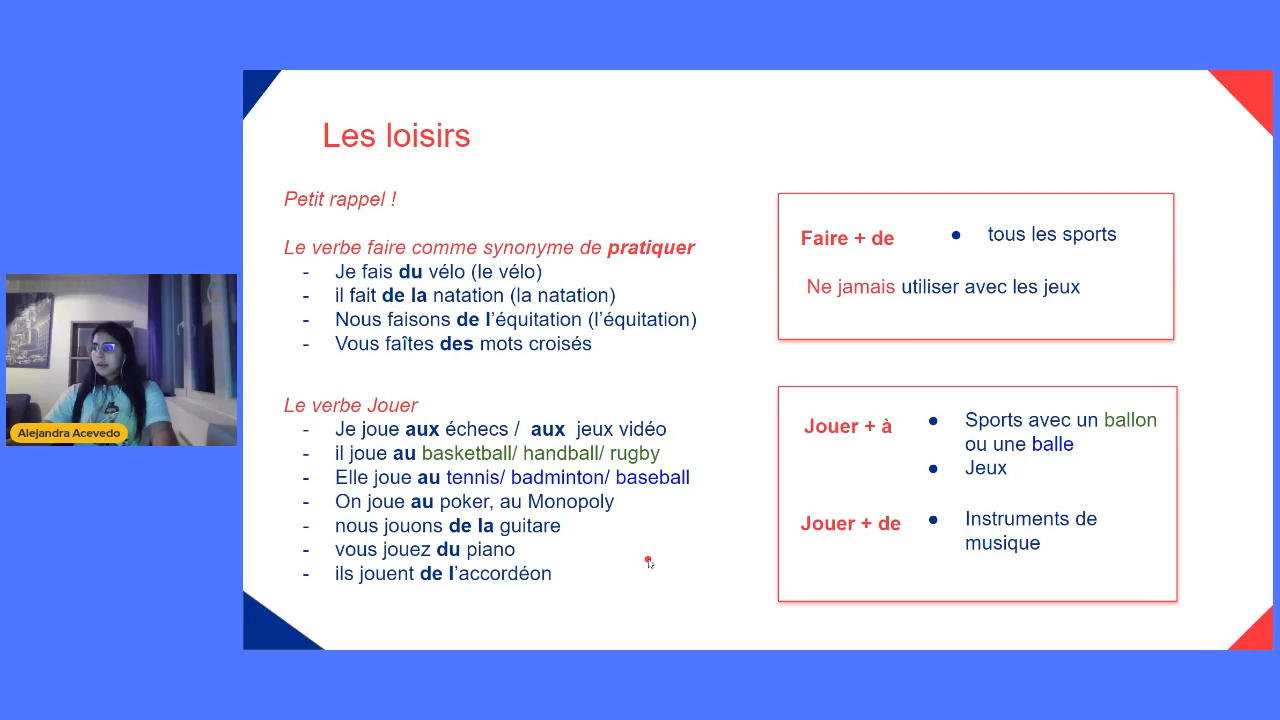 Les loisirs
Petit rappel !
Le verbe faire comme synonyme de pratiquer
- Je fais du vélo (le vélo)
- il fait de la natation (la natation)
- Nous faisons de l'équitation (l'équitation)
- Vous faîtes des mots croisés
Le verbe Jouer
- Je joue aux échecs / aux jeux vidéo
- il joue au basketball/ handball/ rugby
- Elle joue au tennis/ badminton/ baseball
- On joue au poker, au Monopoly
- nous jouons de la guitare
- vous jouez du piano
- ils jouent de l'accordéon
Faire + de
● tous les sports
Ne jamais utiliser avec les jeux
Jouer + à
● Sports avec un ballon
ou une balle
● Jeux
Jouer + de
● Instruments de
musique
Alejandra Acevedo